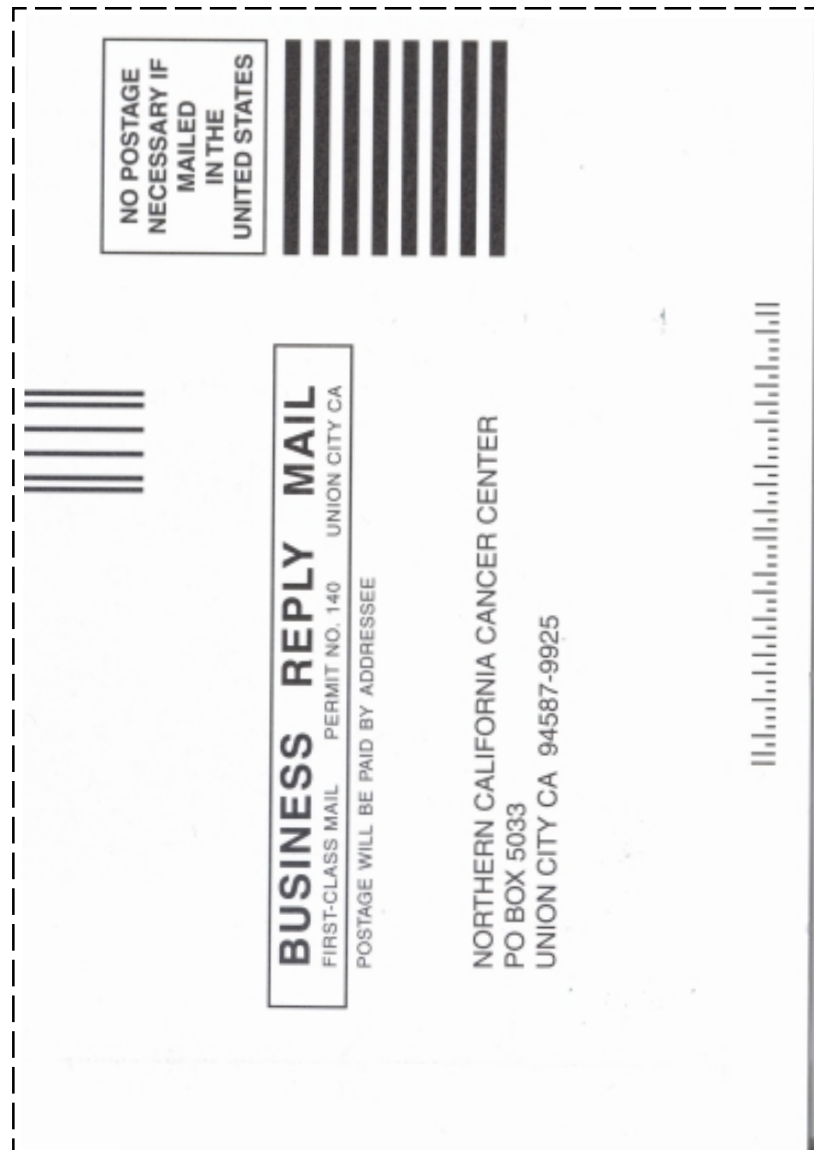 NO POSTAGE
NECESSARY IF
MAILED
IN THE
UNITED STATES
BUSINESS REPLY MAIL
FIRST-CLASS MAIL PERMIT NO. 140 UNION CITY CA
POSTAGE WILL BE PAID BY ADDRESSEE
NORTHERN CALIFORNIA CANCER CENTER
PO BOX 5033
UNION CITY CA 94587-9925